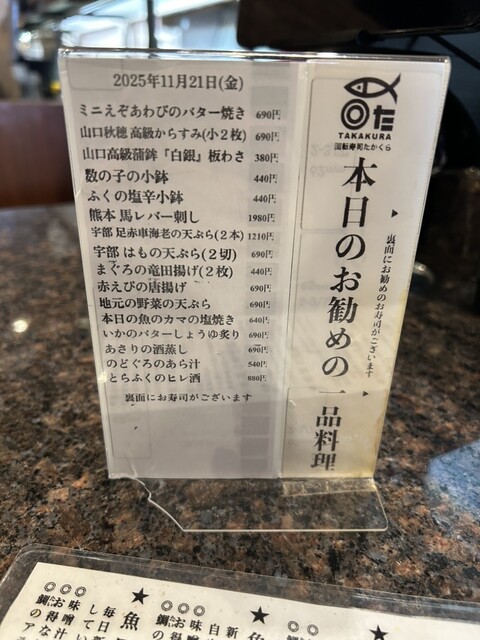 2025年11月21日(金)
ミニえぞあわびのバター焼き 690円
山口秋穂 高級からすみ(小2枚) 690円
山口高級蒲鉾『白銀』板わさ 380円
数の子の小鉢 440円
ふくの塩辛小鉢 440円
熊本 馬レバー刺し 1980円
宇部 足赤車海老の天ぷら(2本) 1210円
宇部 はもの天ぷら(2切) 690円
まぐろの竜田揚げ(2枚) 440円
赤えびの唐揚げ 690円
地元の野菜の天ぷら 690円
本日の魚のカマの塩焼き 640円
いかのバターしょうゆ炙り 690円
あさりの酒蒸し 690円
のどぐろのあら汁 540円
とらふくのヒレ酒 880円
裏面にお寿司がございます
た
TAKAKURA
回転寿司たかくら
本日のお勧めの一品料理
▶裏面にお勧めのお寿司がございます▶
★魚
味噌汁
★